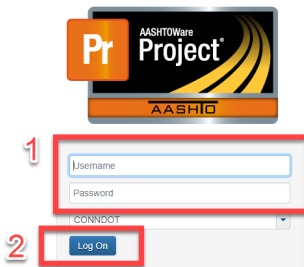 Pr
AASHTOWare
Project
AASHTO
1
Username
Password
CONNDOT
2
Log On